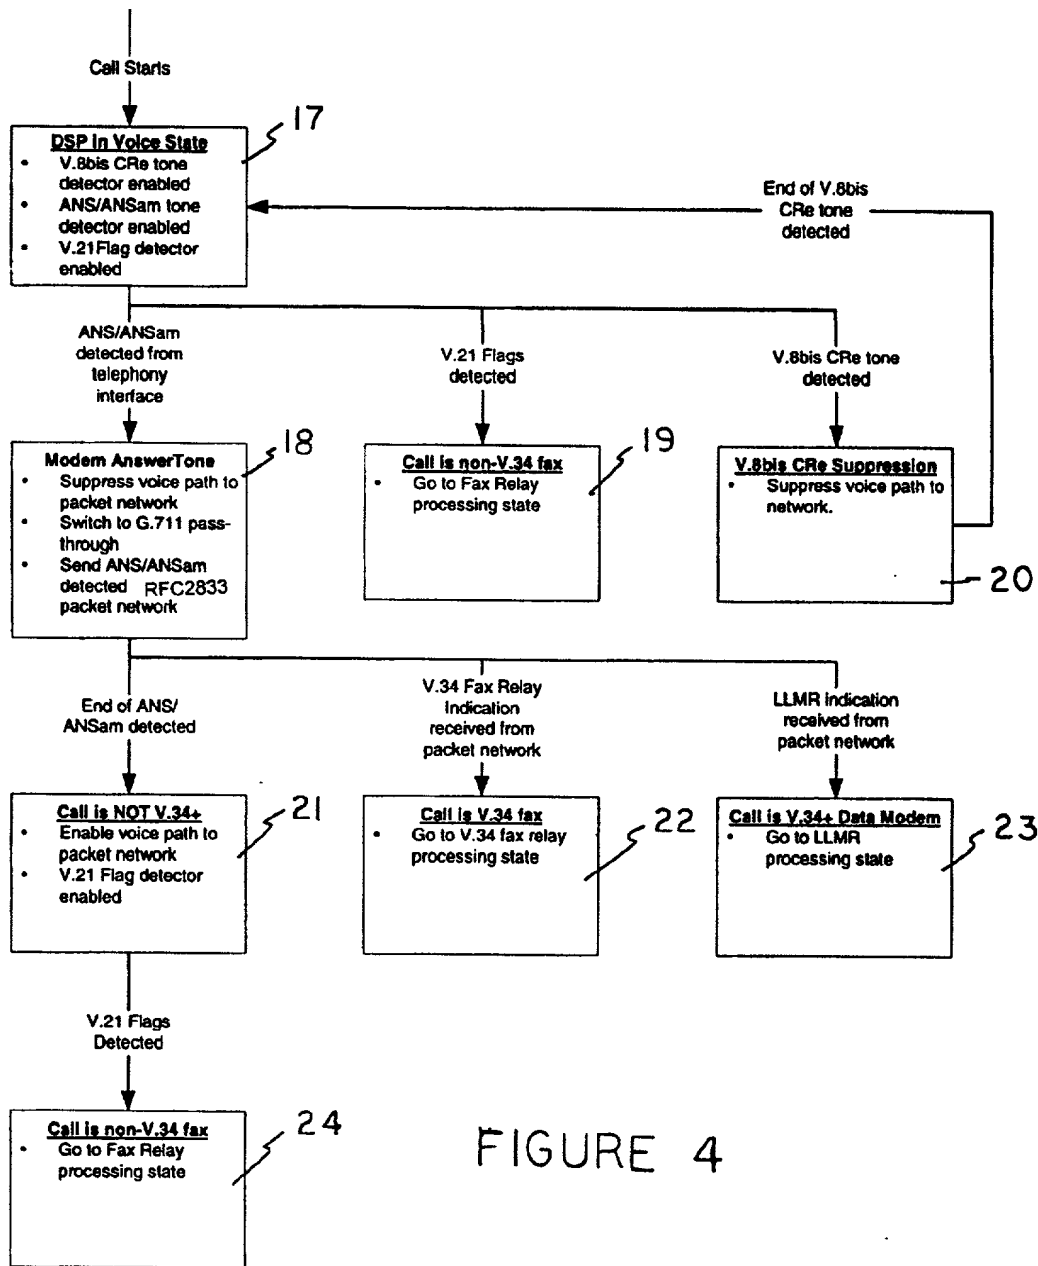 Call Starts
17
DSP in Voice State
• V.8bis CRe tone
detector enabled
• ANS/ANSam tone
detector enabled
• V.21Flag detector
enabled
End of V.8bis
CRe tone
detected
ANS/ANSam
detected from
telephony
interface
V.21 Flags
detected
V.8bis CRe tone
detected
18
Modem AnswerTone
• Suppress voice path to
packet network
• Switch to G.711 pass-
through
• Send ANS/ANSam
detected RFC2833
packet network
19
Call is non-V.34 fax
• Go to Fax Relay
processing state
V.8bis CRe Suppression
• Suppress voice path to
network.
20
End of ANS/
ANSam detected
V.34 Fax Relay
Indication
received from
packet network
LLMR indication
received from
packet network
21
Call is NOT V.34+
• Enable voice path to
packet network
• V.21 Flag detector
enabled
22
Call is V.34 fax
• Go to V.34 fax relay
processing state
23
Call is V.34+ Data Modem
• Go to LLMR
processing state
V.21 Flags
Detected
24
Call is non-V.34 fax
• Go to Fax Relay
processing state
FIGURE 4